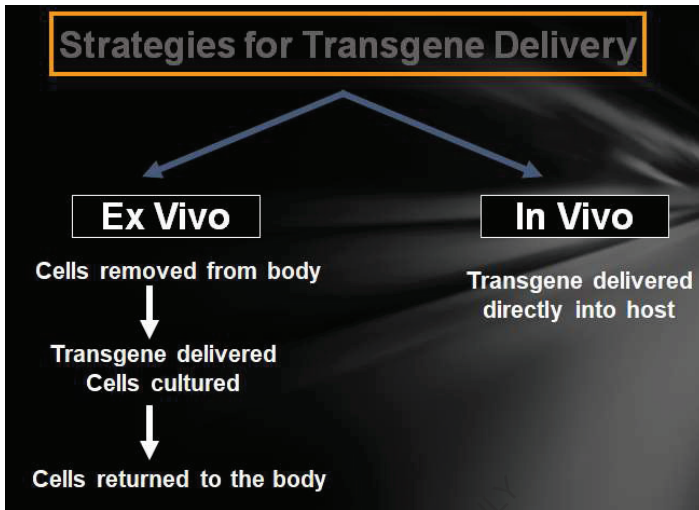 Strategies for Transgene Delivery
Ex Vivo
Cells removed from body
Transgene delivered
Cells cultured
Cells returned to the body
In Vivo
Transgene delivered
directly into host